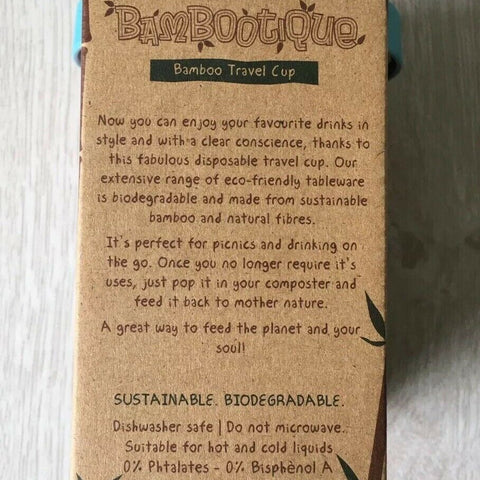 BAMBOOTIQUE
Bamboo Travel Cup
Now you can enjoy your favourite drinks in
style and with a clear conscience, thanks to
this fabulous disposable travel cup. Our
extensive range of eco-friendly tableware
is biodegradable and made from sustainable
bamboo and natural fibres.
It's perfect for picnics and drinking on
the go. Once you no longer require it's
uses, just pop it in your composter and
feed it back to mother nature.
A great way to feed the planet and your
soul!
SUSTAINABLE. BIODEGRADABLE.
Dishwasher safe | Do not microwave.
Suitable for hot and cold liquids
0% Phtalates - 0% Bisphènol A